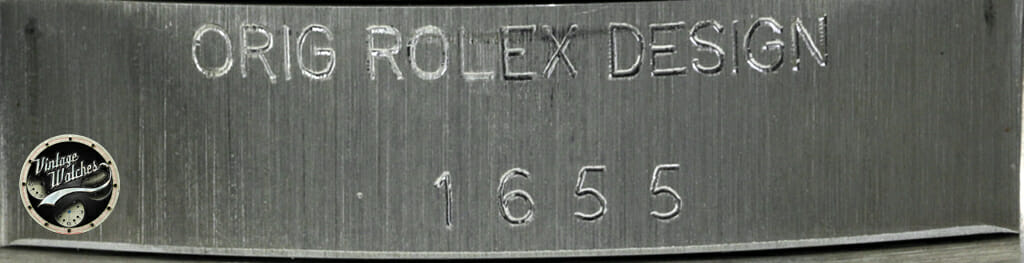 ORIG ROLEX DESIGN
1655
Vintage
Watches